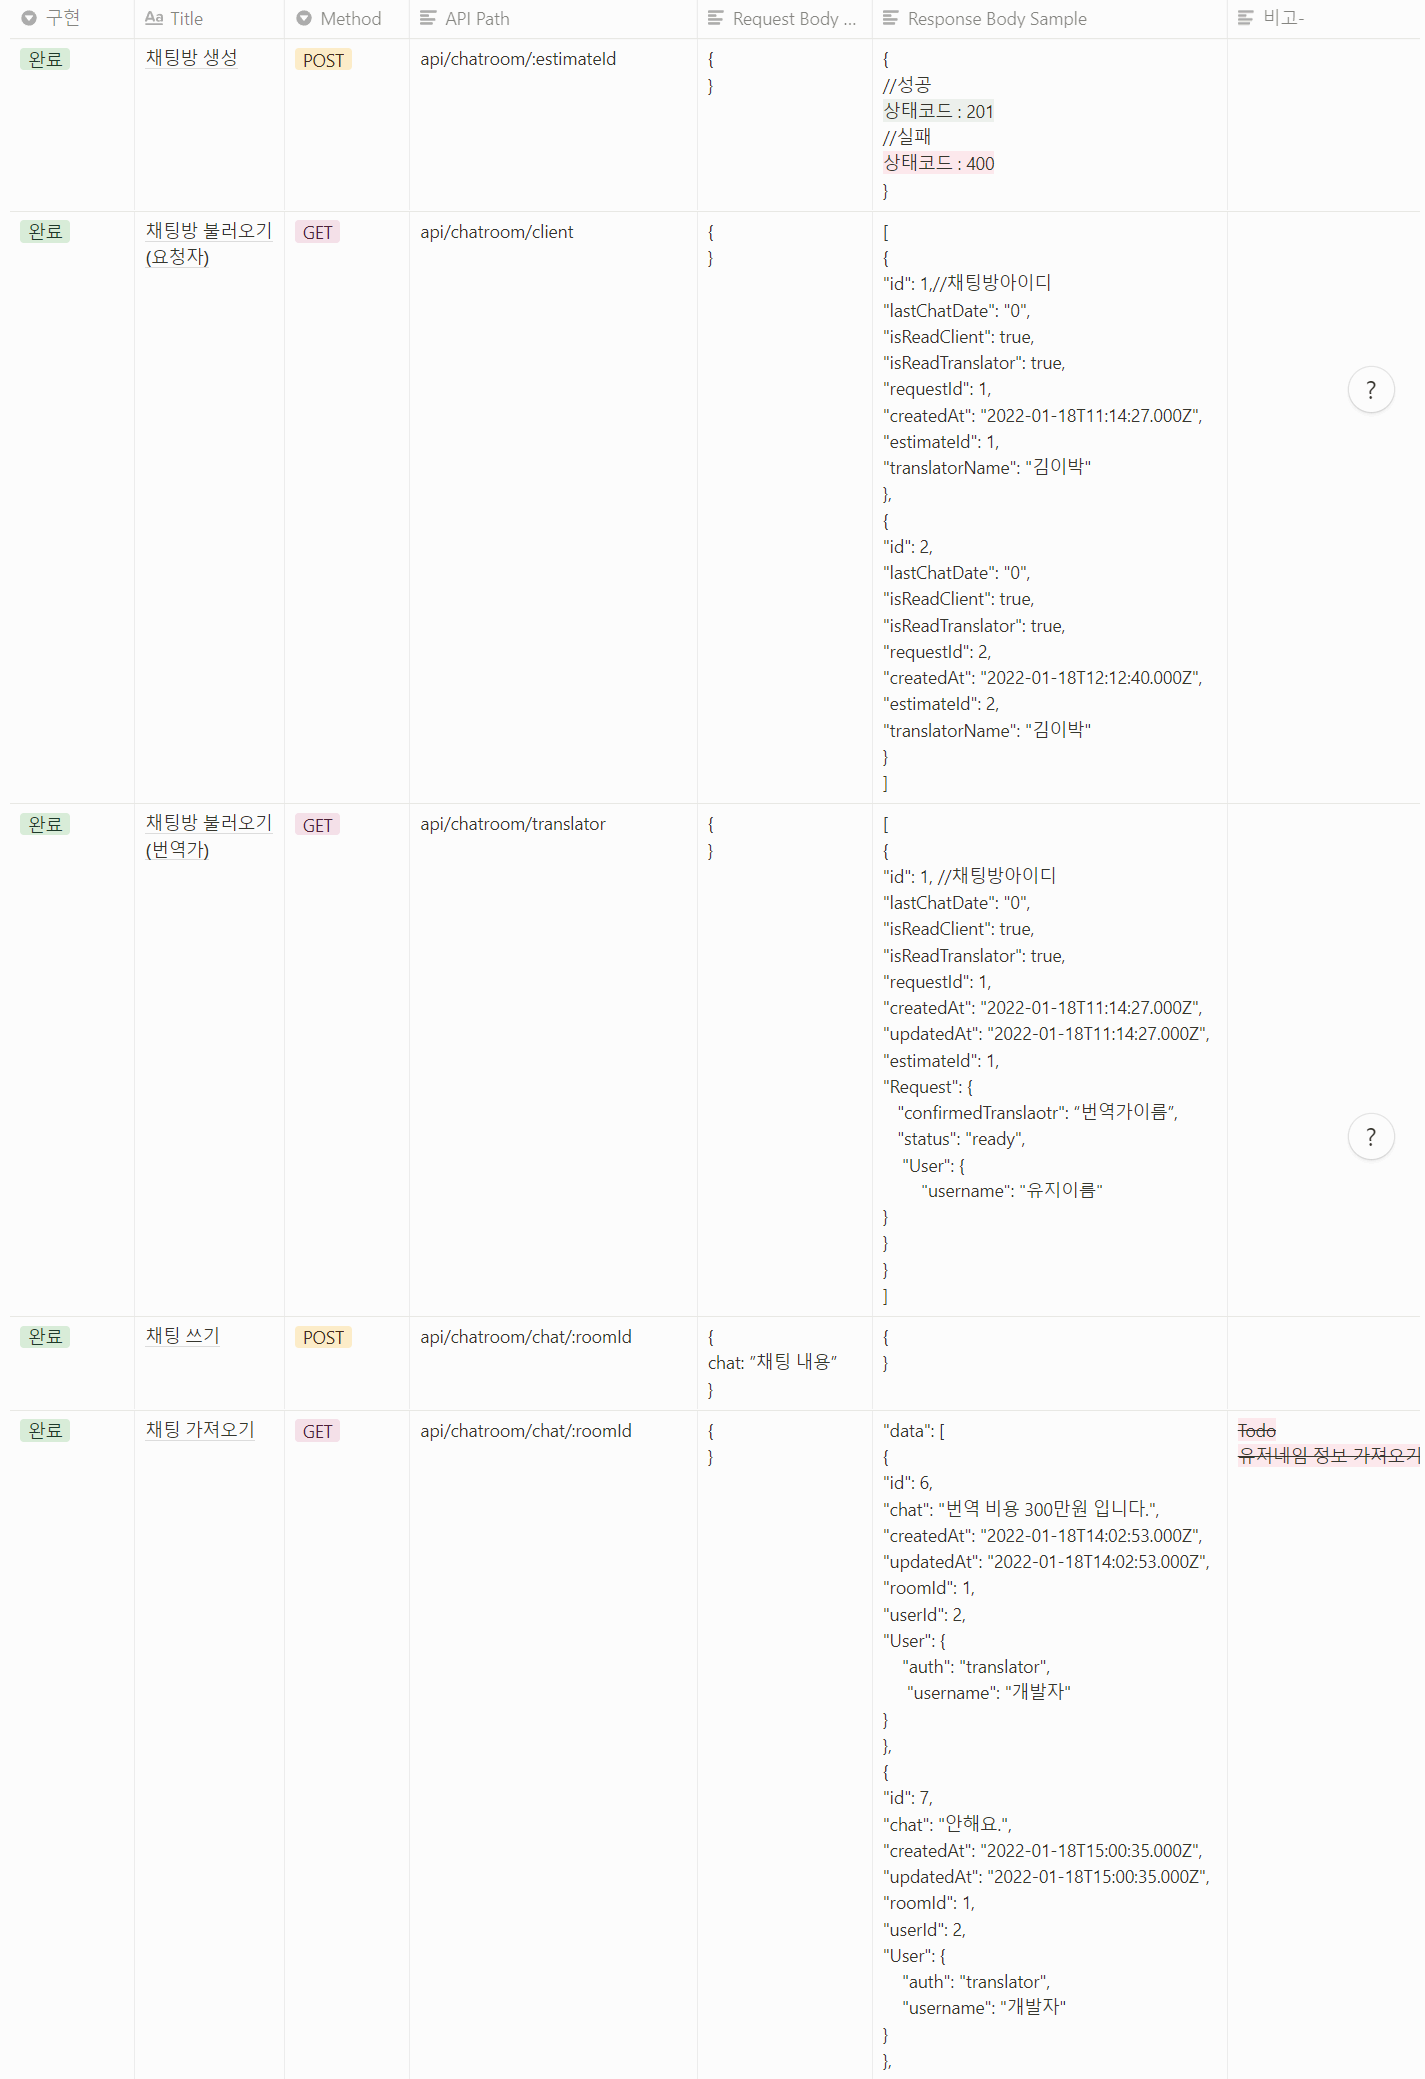 구현
Title
Method
API Path
Request Body ...
Response Body Sample
비고-
완료
채팅방 생성
POST
api/chatroom/:estimateId
{
}
{
//성공
상태코드 : 201
//실패
상태코드 : 400
}
완료
채팅방 불러오기
(요청자)
GET
api/chatroom/client
{
}
[
{
"id": 1,//채팅방아이디
"lastChatDate": "0",
"isReadClient": true,
"isReadTranslator": true,
"requestId": 1,
"createdAt": "2022-01-18T11:14:27.000Z",
"estimateId": 1,
"translatorName": "김이박"
},
{
"id": 2,
"lastChatDate": "0",
"isReadClient": true,
"isReadTranslator": true,
"requestId": 2,
"createdAt": "2022-01-18T12:12:40.000Z",
"estimateId": 2,
"translatorName": "김이박"
}
]
?
완료
채팅방 불러오기
(번역가)
GET
api/chatroom/translator
{
}
[
{
"id": 1, //채팅방아이디
"lastChatDate": "0",
"isReadClient": true,
"isReadTranslator": true,
"requestId": 1,
"createdAt": "2022-01-18T11:14:27.000Z",
"updatedAt": "2022-01-18T11:14:27.000Z",
"estimateId": 1,
"Request": {
"confirmedTranslaotr": “번역가이름”,
"status": "ready",
"User": {
"username": "유지이름"
}
}
}
]
?
완료
채팅 쓰기
POST
api/chatroom/chat/:roomId
{
chat: ”채팅 내용”
}
{
}
완료
채팅 가져오기
GET
api/chatroom/chat/:roomId
{
}
"data": [
{
"id": 6,
"chat": "번역 비용 300만원 입니다.",
"createdAt": "2022-01-18T14:02:53.000Z",
"updatedAt": "2022-01-18T14:02:53.000Z",
"roomId": 1,
"userId": 2,
"User": {
"auth": "translator",
"username": "개발자"
}
},
{
"id": 7,
"chat": "안해요.",
"createdAt": "2022-01-18T15:00:35.000Z",
"updatedAt": "2022-01-18T15:00:35.000Z",
"roomId": 1,
"userId": 2,
"User": {
"auth": "translator",
"username": "개발자"
}
},
Todo
유저네임 정보 가져오기